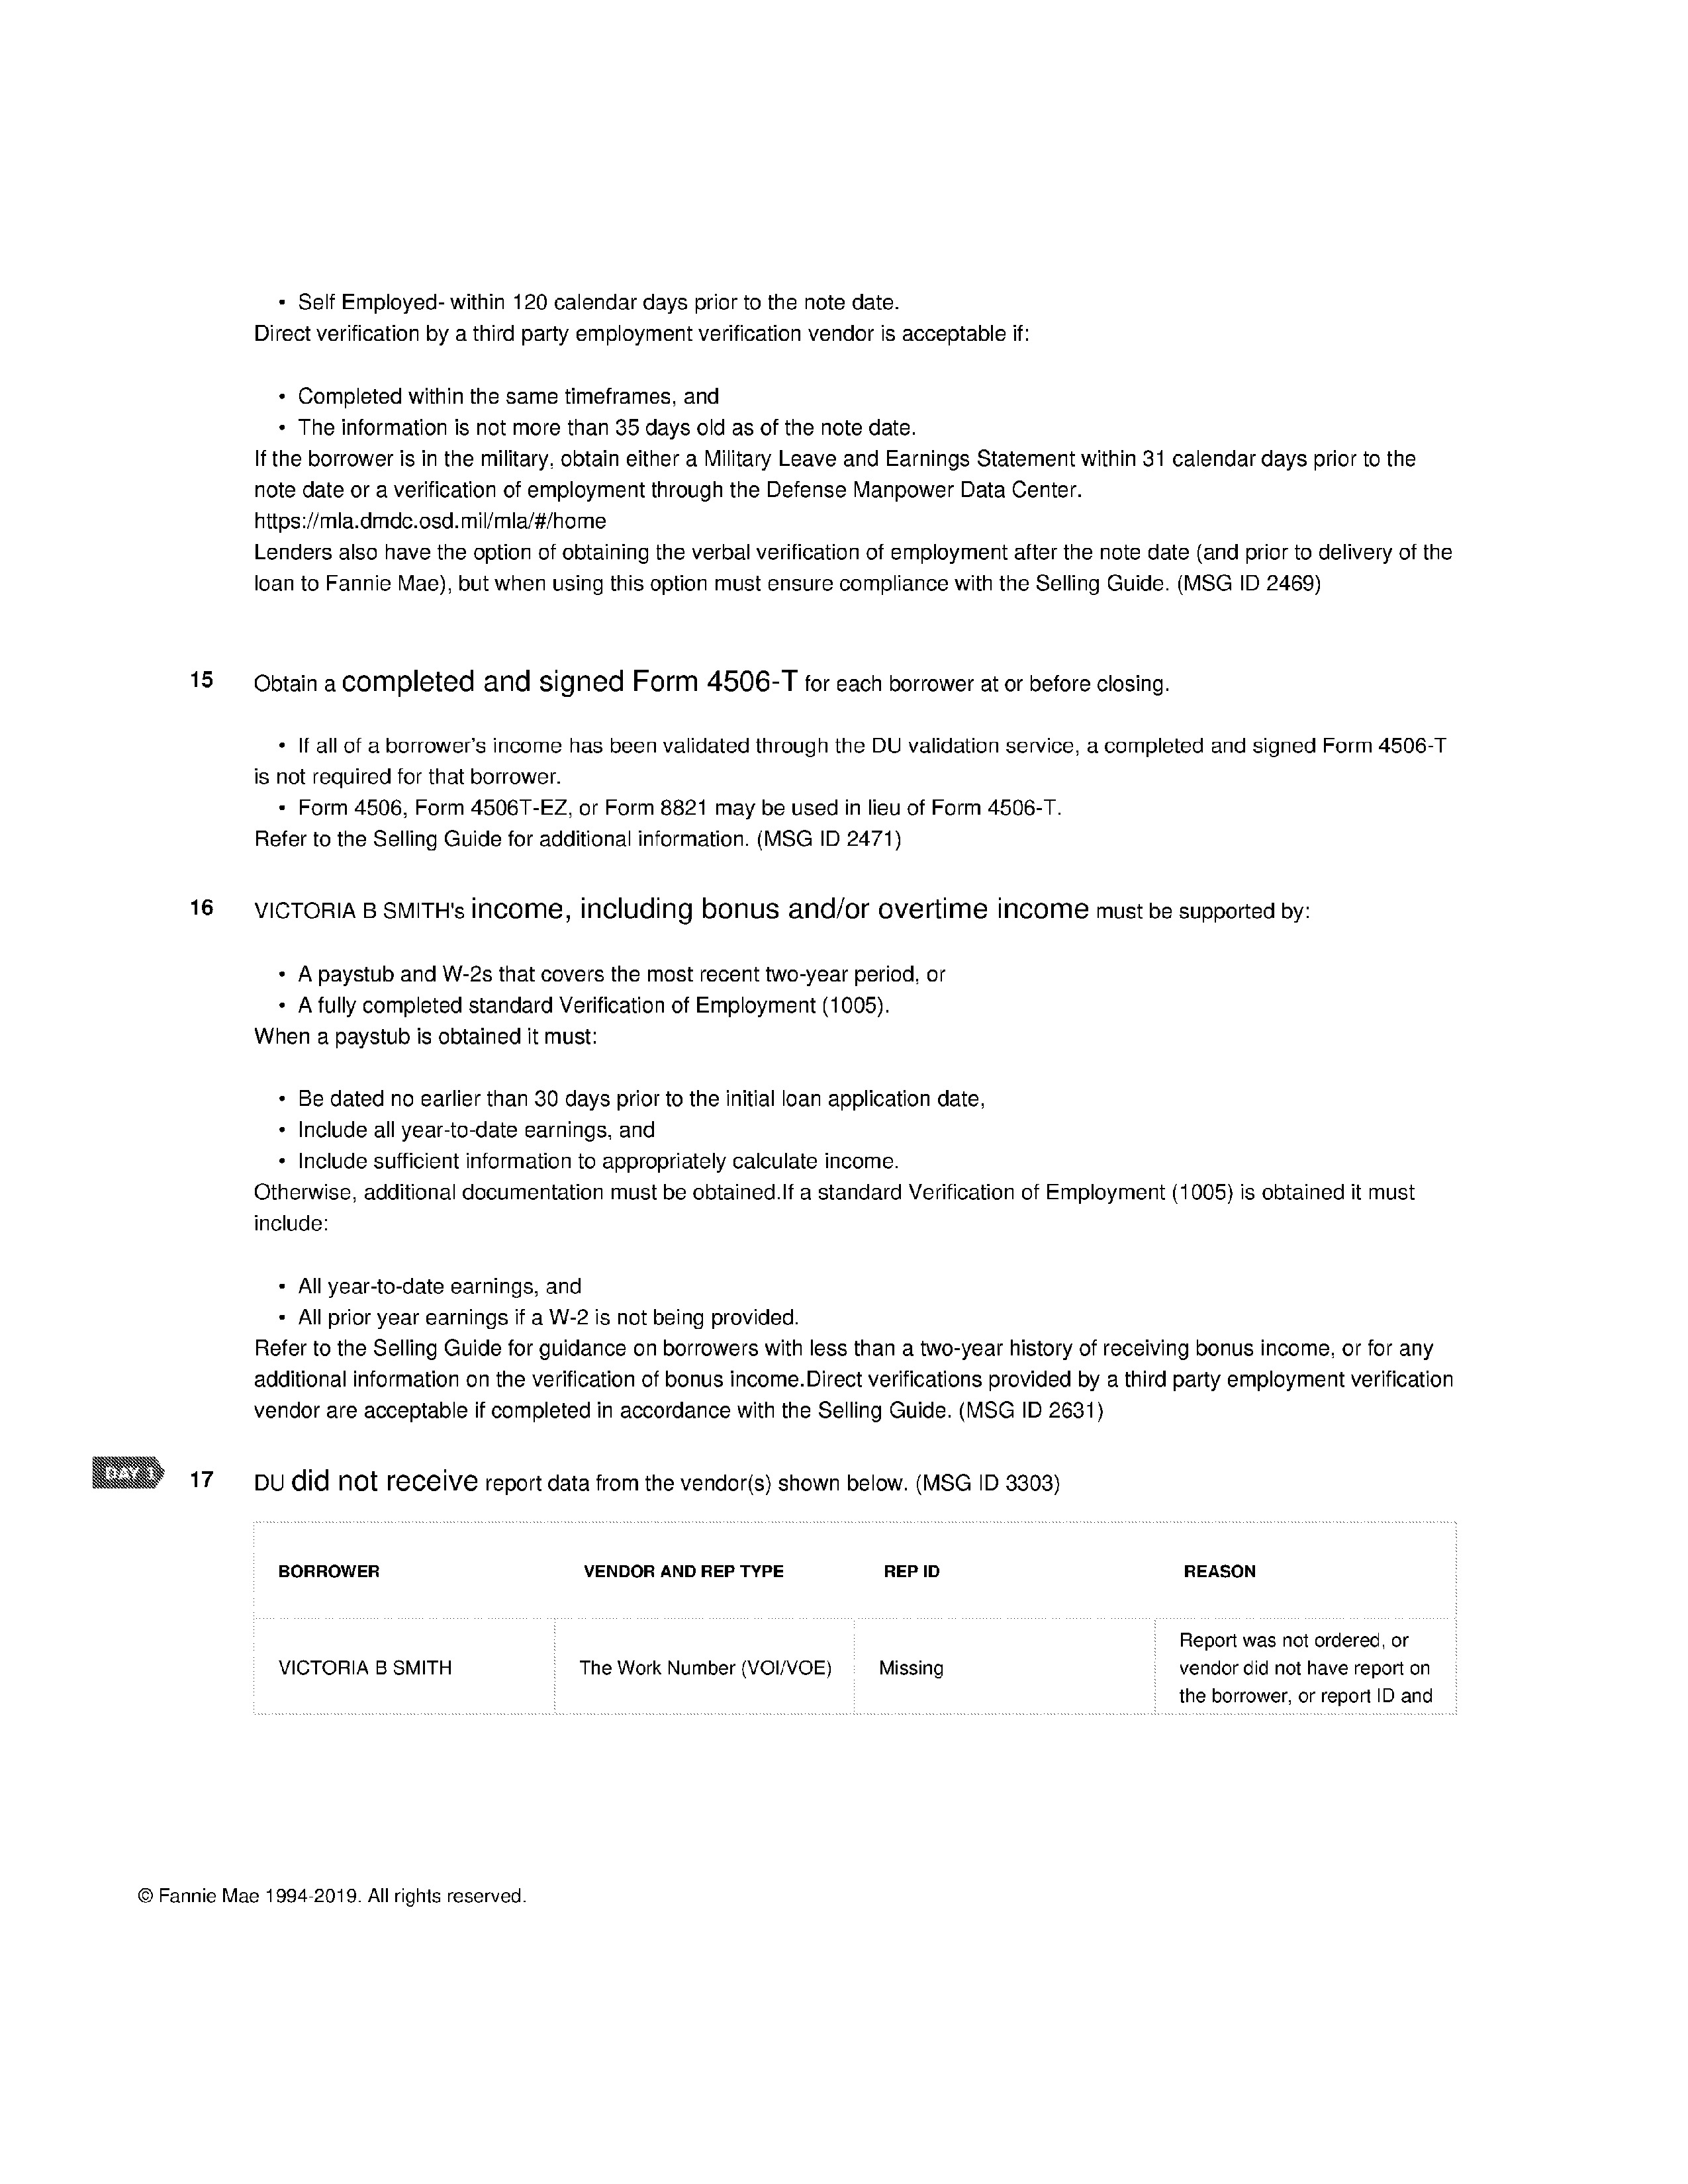 • Self Employed- within 120 calendar days prior to the note date.
Direct verification by a third party employment verification vendor is acceptable if:
• Completed within the same timeframes, and
• The information is not more than 35 days old as of the note date.
If the borrower is in the military, obtain either a Military Leave and Earnings Statement within 31 calendar days prior to the
note date or a verification of employment through the Defense Manpower Data Center.
https://mla.dmdc.osd.mil/mla/#/home
Lenders also have the option of obtaining the verbal verification of employment after the note date (and prior to delivery of the
loan to Fannie Mae), but when using this option must ensure compliance with the Selling Guide. (MSG ID 2469)
15 Obtain a completed and signed Form 4506-T for each borrower at or before closing.
• If all of a borrower's income has been validated through the DU validation service, a completed and signed Form 4506-T
is not required for that borrower.
• Form 4506, Form 4506T-EZ, or Form 8821 may be used in lieu of Form 4506-T.
Refer to the Selling Guide for additional information. (MSG ID 2471)
16 VICTORIA B SMITH's income, including bonus and/or overtime income must be supported by:
• A paystub and W-2s that covers the most recent two-year period, or
• A fully completed standard Verification of Employment (1005).
When a paystub is obtained it must:
• Be dated no earlier than 30 days prior to the initial loan application date,
• Include all year-to-date earnings, and
• Include sufficient information to appropriately calculate income.
Otherwise, additional documentation must be obtained.If a standard Verification of Employment (1005) is obtained it must
include:
• All year-to-date earnings, and
• All prior year earnings if a W-2 is not being provided.
Refer to the Selling Guide for guidance on borrowers with less than a two-year history of receiving bonus income, or for any
additional information on the verification of bonus income.Direct verifications provided by a third party employment verification
vendor are acceptable if completed in accordance with the Selling Guide. (MSG ID 2631)
DAY 1 17 DU did not receive report data from the vendor(s) shown below. (MSG ID 3303)
BORROWER VENDOR AND REP TYPE REP ID REASON
VICTORIA B SMITH The Work Number (VOI/VOE) Missing Report was not ordered, or
vendor did not have report on
the borrower, or report ID and
© Fannie Mae 1994-2019. All rights reserved.